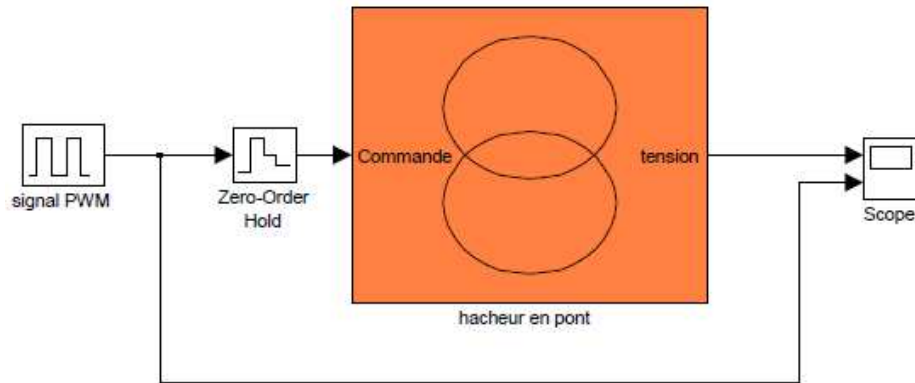 Commande
tension
signal PWM
Zero-Order
Hold
Scope
hacheur en pont